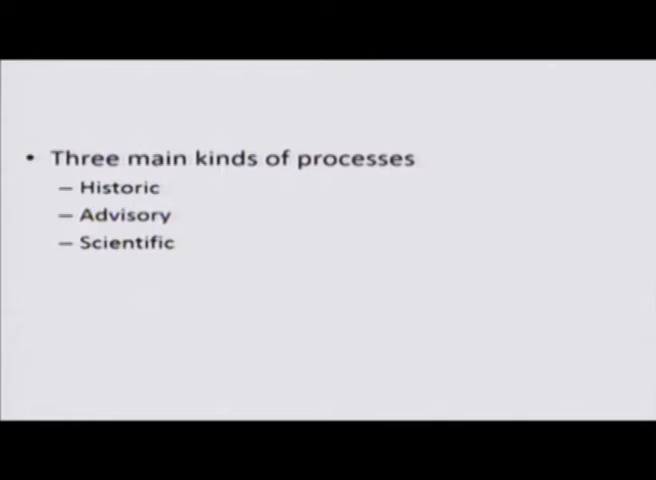 • Three main kinds of processes
– Historic
– Advisory
– Scientific